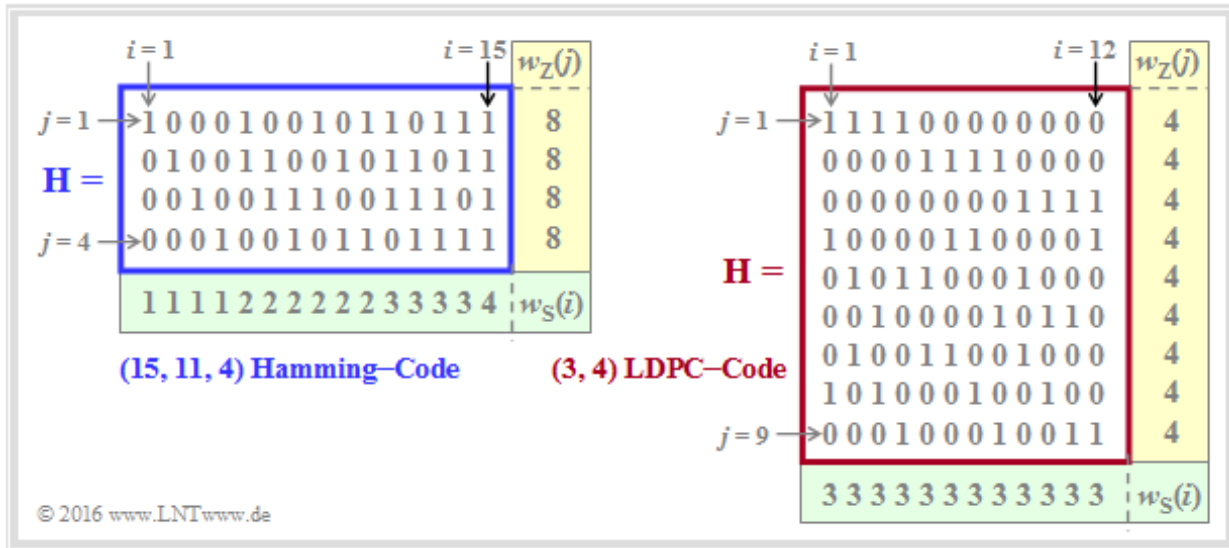 i = 1 i = 15 w_Z(j)
j = 1 1 0 0 0 1 0 0 1 0 1 1 0 1 1 1 8
0 1 0 0 1 1 0 0 1 0 1 1 0 1 1 8
H =
0 0 1 0 0 1 1 1 0 0 1 1 1 0 1 8
j = 4 0 0 0 1 0 0 1 0 1 1 0 1 1 1 1 8
1 1 1 1 2 2 2 2 2 2 3 3 3 3 4 w_S(i)
(15, 11, 4) Hamming–Code
i = 1 i = 12 w_Z(j)
j = 1 1 1 1 1 0 0 0 0 0 0 0 0 4
0 0 0 0 1 1 1 1 0 0 0 0 4
0 0 0 0 0 0 0 0 1 1 1 1 4
1 0 0 0 0 1 1 0 0 0 0 1 4
H =
0 1 0 1 1 0 0 0 1 0 0 0 4
0 0 1 0 0 0 0 1 0 1 1 0 4
0 1 0 0 1 1 0 0 1 0 0 0 4
1 0 1 0 0 0 1 0 0 1 0 0 4
j = 9 0 0 0 1 0 0 0 1 0 0 1 1 4
3 3 3 3 3 3 3 3 3 3 3 3 w_S(i)
(3, 4) LDPC–Code
© 2016 www.LNTwww.de